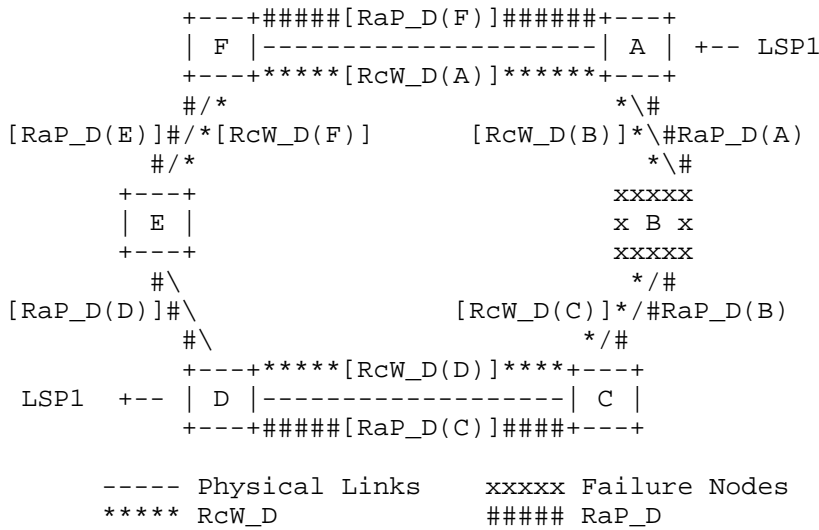 +---+#####[RaP_D(F)]######+---+
| F |----------------------| A | +-- LSP1
+---+*****[RcW_D(A)]******+---+
#/* *\#
[RaP_D(E)]#/*[RcW_D(F)] [RcW_D(B)]*\#RaP_D(A)
#/* *\#
+---+ xxxxx
| E | x B x
+---+ xxxxx
#\ */#
[RaP_D(D)]#\ [RcW_D(C)]*/#RaP_D(B)
#\ */#
+---+*****[RcW_D(D)]****+---+
LSP1 +-- | D |--------------------| C |
+---+#####[RaP_D(C)]####+---+
----- Physical Links xxxxx Failure Nodes
***** RcW_D ##### RaP_D